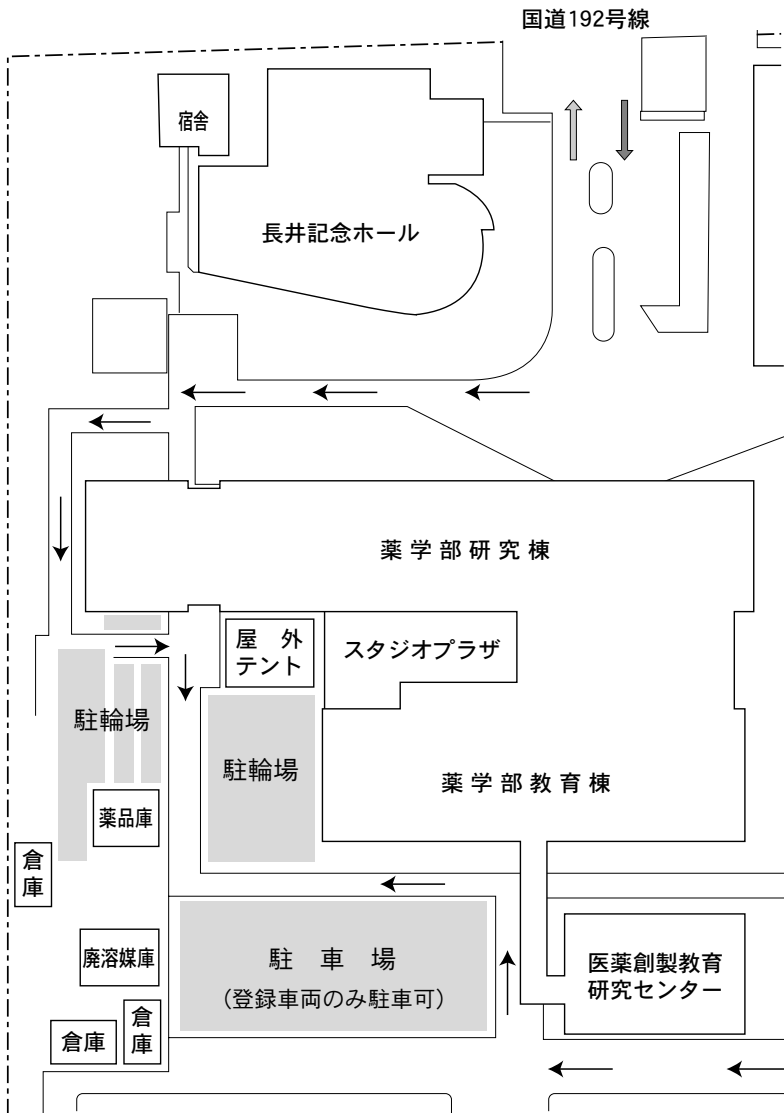 国道192号線
宿舎
長井記念ホール
薬学部研究棟
屋外
テント
スタジオプラザ
駐輪場
駐輪場
薬学部教育棟
薬品庫
倉
庫
廃溶媒庫
駐車場
(登録車両のみ駐車可)
医薬創製教育
研究センター
倉
庫
倉庫